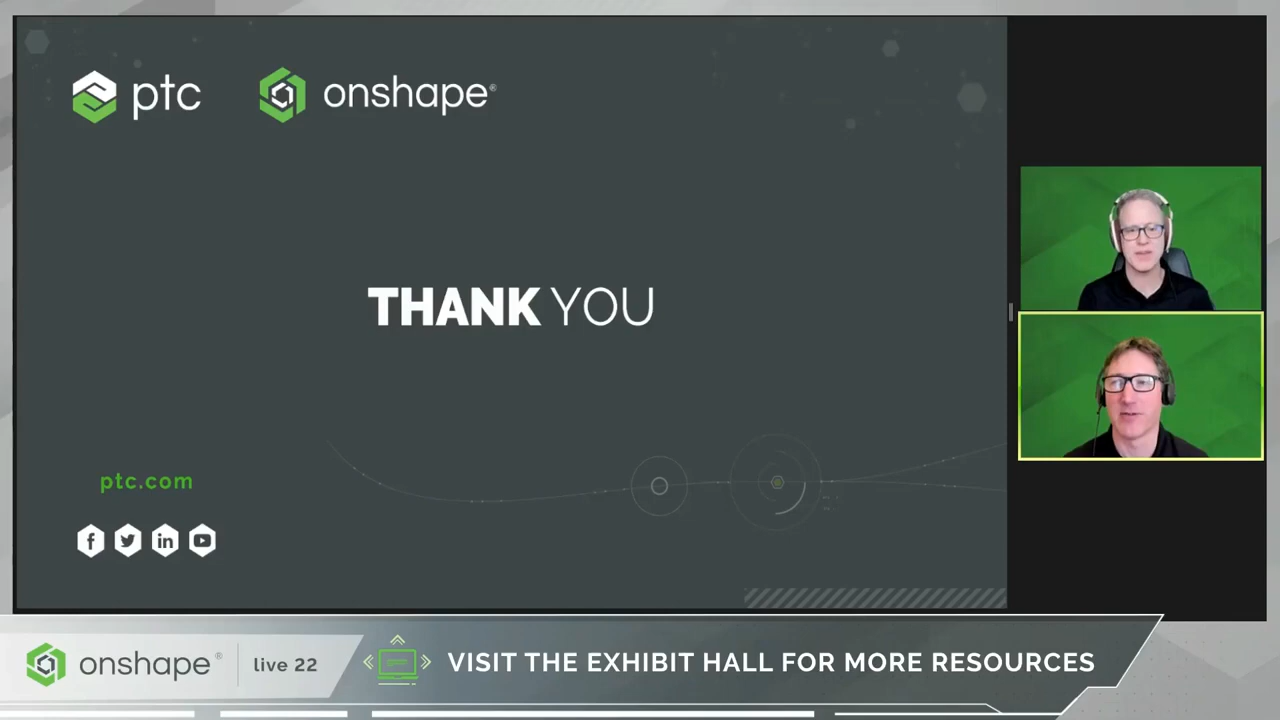 ptc
onshape®
THANK YOU
ptc.com
onshape®
live 22
VISIT THE EXHIBIT HALL FOR MORE RESOURCES